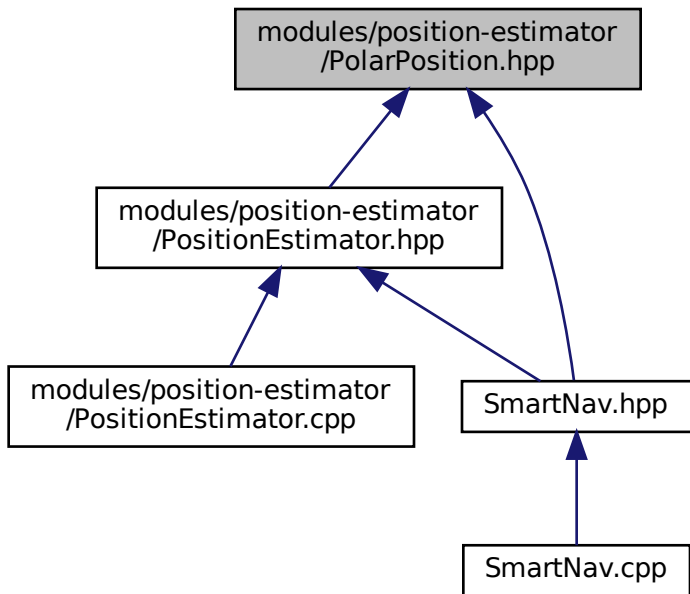 modules/position-estimator
/PolarPosition.hpp
modules/position-estimator
/PositionEstimator.hpp
modules/position-estimator
/PositionEstimator.cpp
SmartNav.hpp
SmartNav.cpp